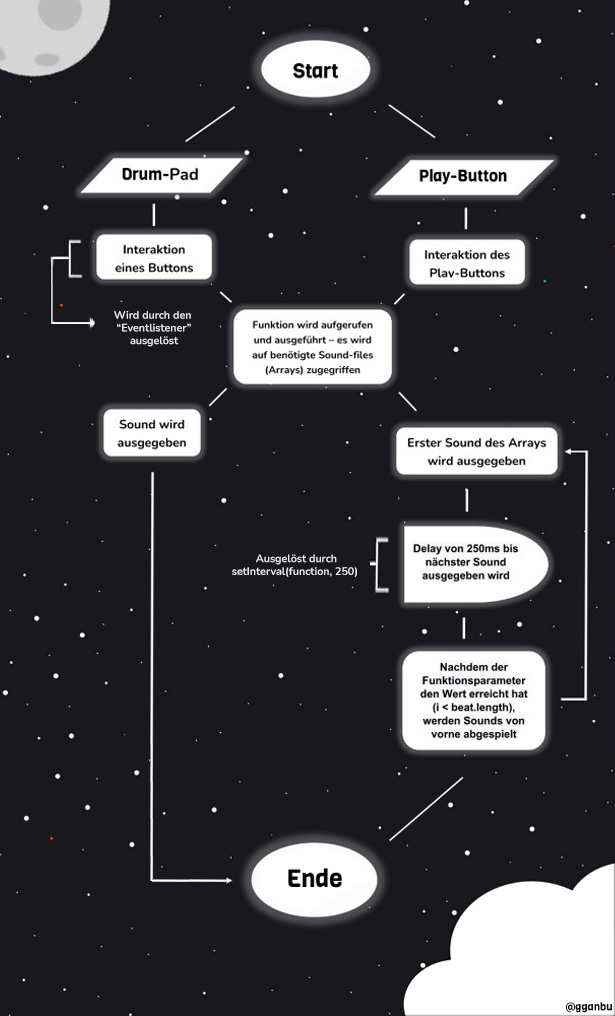 Start
Drum-Pad
Play-Button
Interaktion
eines Buttons
Interaktion des
Play-Buttons
Wird durch den
“Eventlistener”
ausgelöst
Funktion wird aufgerufen
und ausgeführt – es wird
auf benötigte Sound-files
(Arrays) zugegriffen
Sound wird
ausgegeben
Erster Sound des Arrays
wird ausgegeben
Ausgelöst durch
setInterval(function, 250)
Delay von 250ms bis
nächster Sound
ausgegeben wird
Nachdem der
Funktionsparameter
den Wert erreicht hat
(i < beat.length),
werden Sounds von
vorne abgespielt
Ende
@gganbu